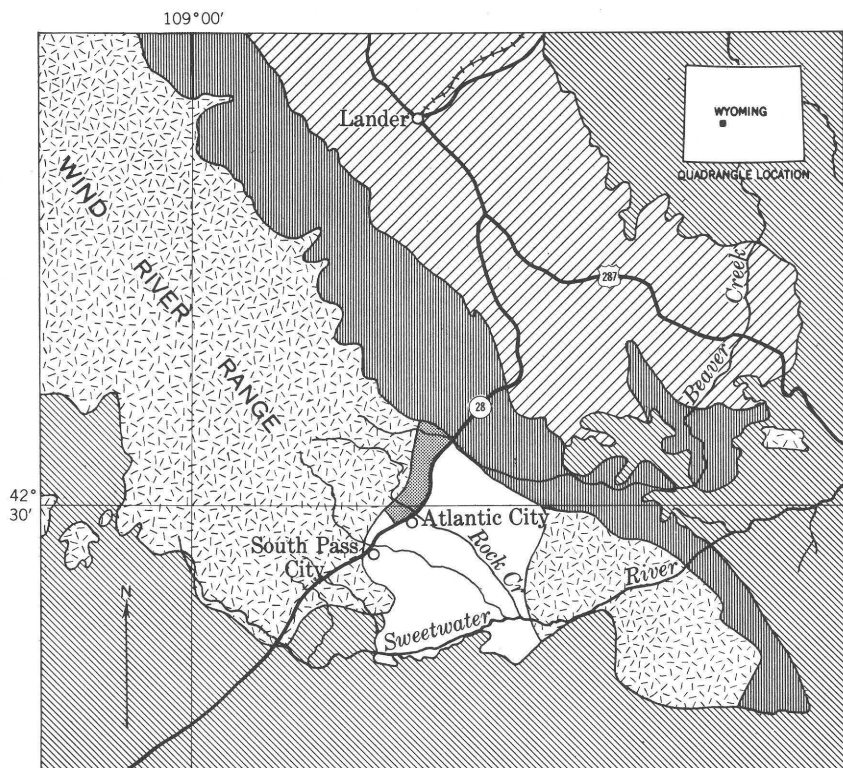 109°00'
Lander
WYOMING
QUADRANGLE LOCATION
WIND
RIVER
RANGE
287
Beaver Creek
28
42°
30'
Atlantic City
South Pass
City
Rock Cr
River
Sweetwater
N